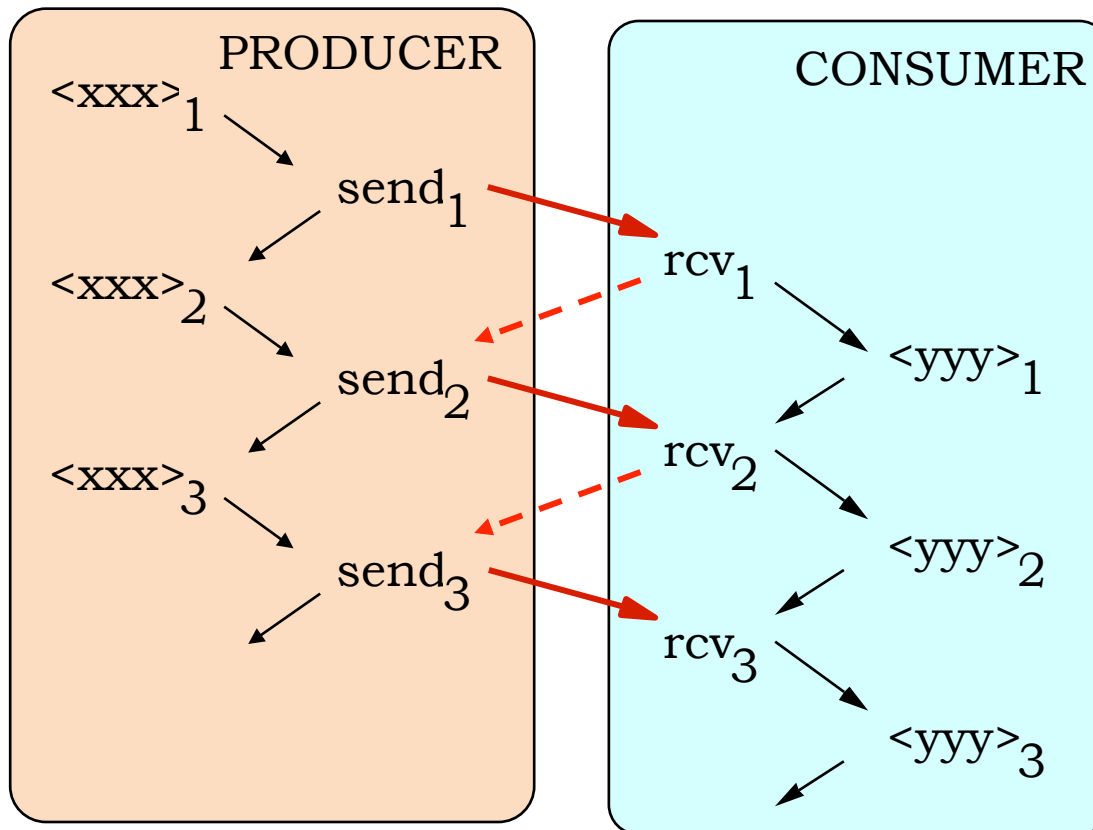 PRODUCER
<xxx>1
send1
<xxx>2
send2
<xxx>3
send3
CONSUMER
rcv1
<yyy>1
rcv2
<yyy>2
rcv3
<yyy>3